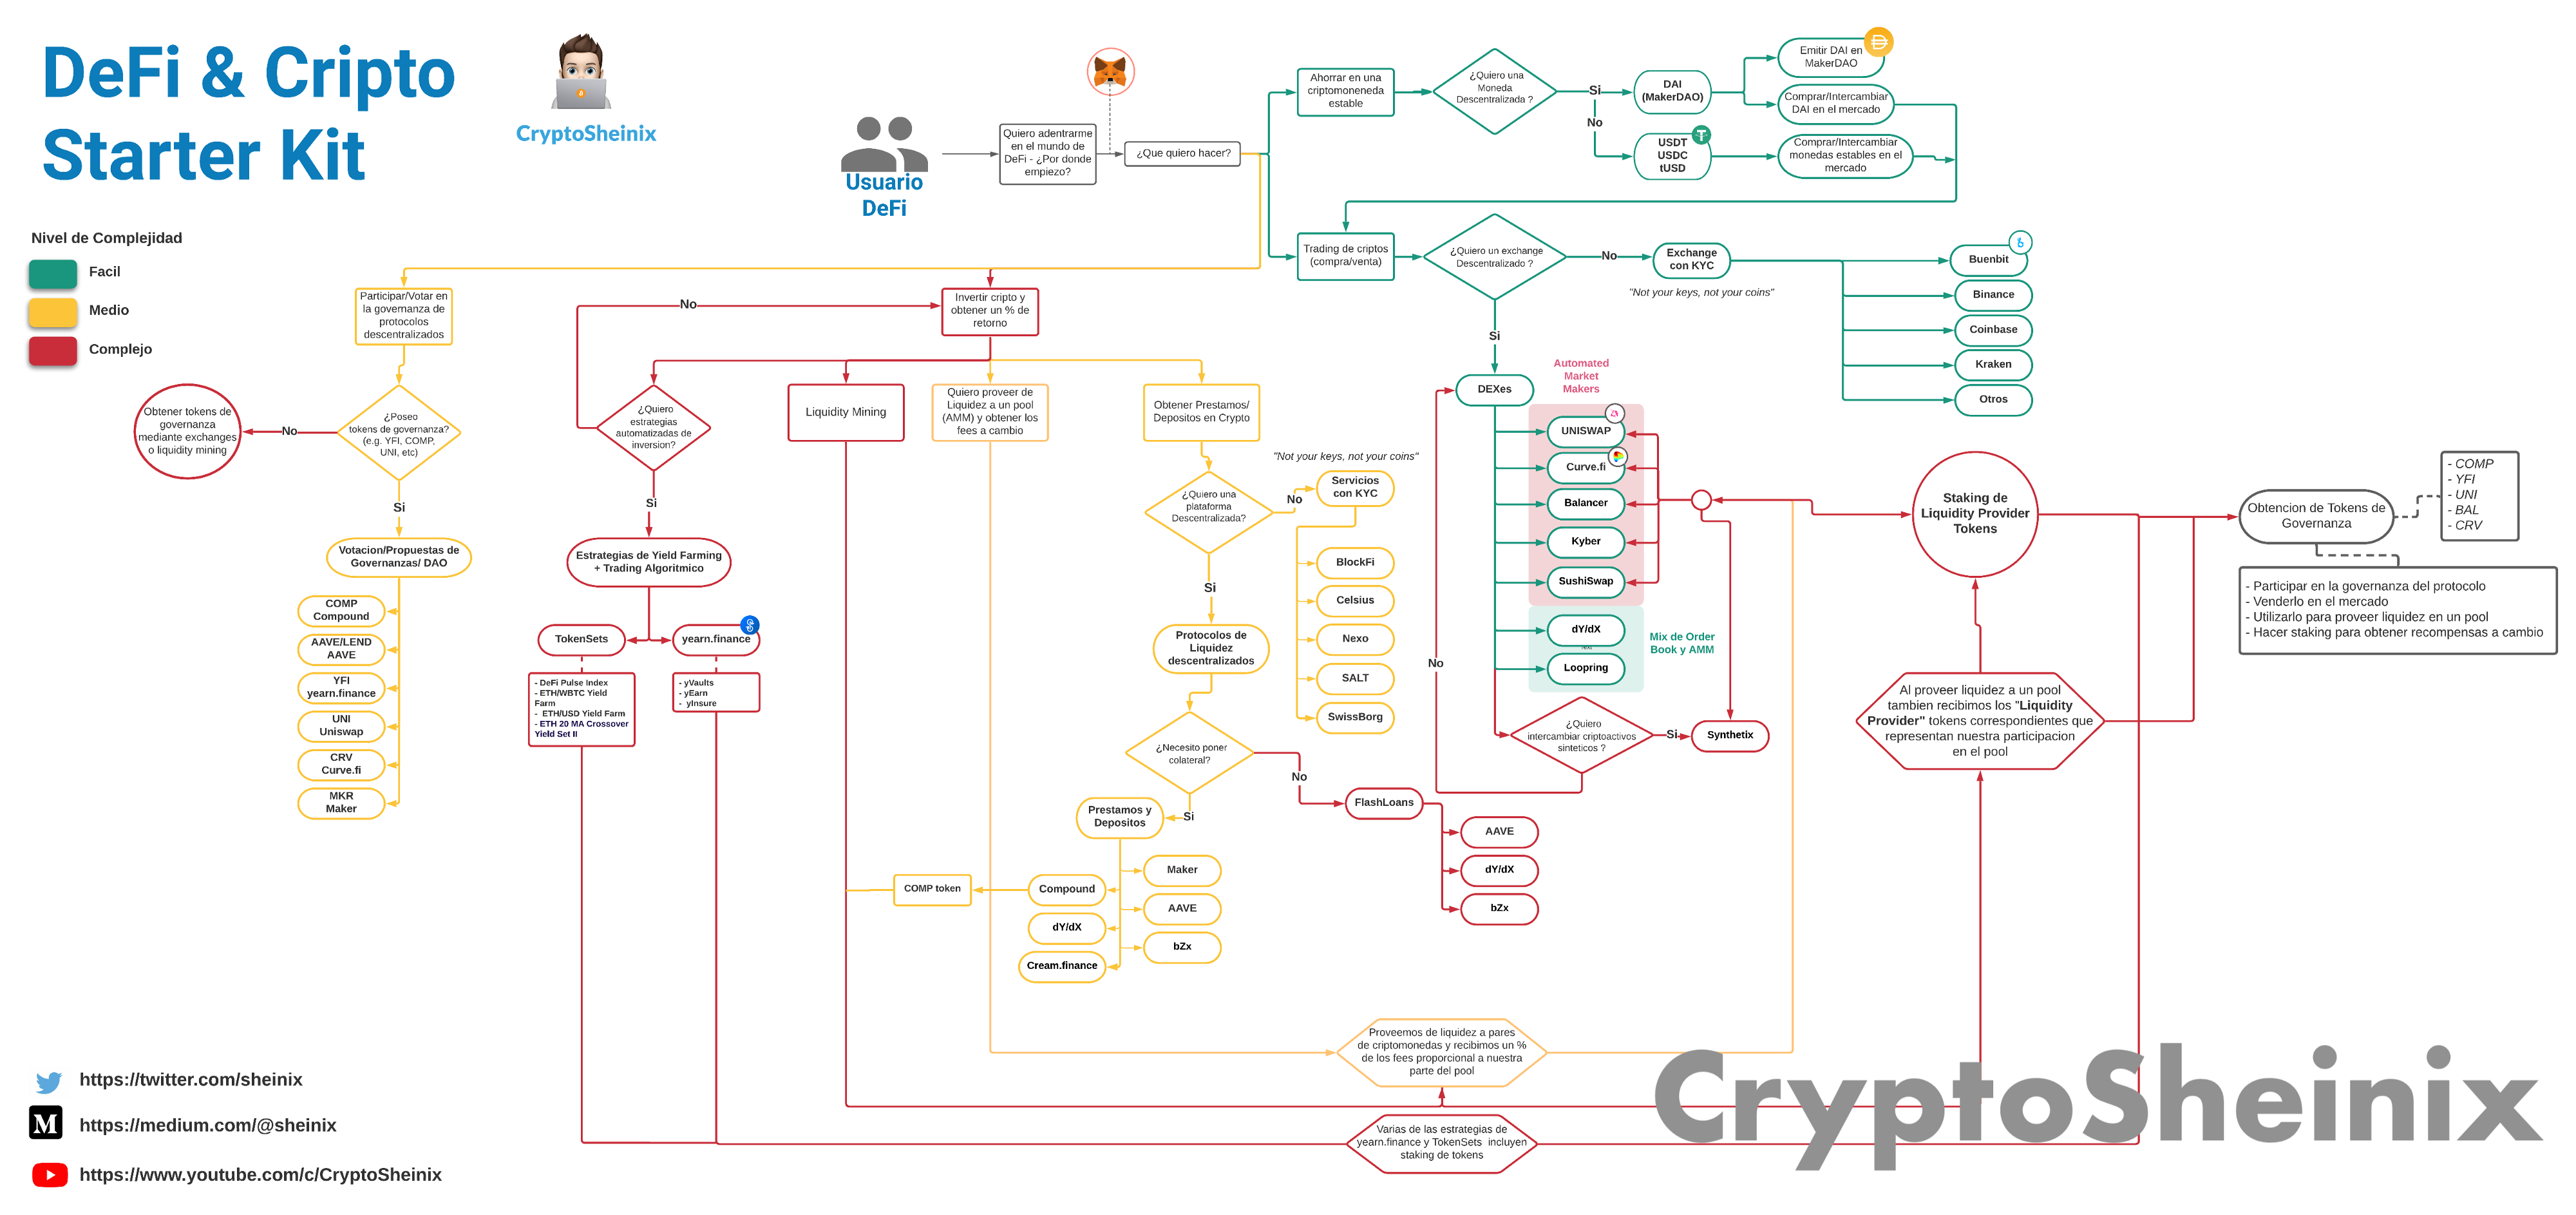 DeFi & Cripto
Starter Kit
CryptoSheinix
Usuario
DeFi
Quiero adentrarme
en el mundo de
DeFi - ¿Por donde
empiezo?
¿Que quiero hacer?
Ahorrar en una
criptomoneneda
estable
¿Quiero una
Moneda
Descentralizada ?
Si
No
DAI
(MakerDAO)
Emitir DAI en
MakerDAO
Comprar/Intercambiar
DAI en el mercado
USDT
USDC
tUSD
Comprar/Intercambiar
monedas estables en el
mercado
Trading de criptos
(compra/venta)
¿Quiero un exchange
Descentralizado ?
No
Exchange
con KYC
"Not your keys, not your coins"
Buenbit
Binance
Coinbase
Kraken
Otros
Si
Nivel de Complejidad
Facil
Medio
Complejo
Participar/Votar en
la governanza de
protocolos
descentralizados
¿Poseo
tokens de governanza?
(e.g. YFI, COMP,
UNI, etc)
No
Obtener tokens de
governanza
mediante exchanges
o liquidity mining
Si
Votacion/Propuestas de
Governanzas/ DAO
COMP
Compound
AAVE/LEND
AAVE
YFI
yearn.finance
UNI
Uniswap
CRV
Curve.fi
MKR
Maker
No
Invertir cripto y
obtener un % de
retorno
¿Quiero
estrategias
automatizadas de
inversion?
Si
Estrategias de Yield Farming
+ Trading Algoritmico
TokenSets
yearn.finance
- DeFi Pulse Index
- ETH/WBTC Yield
Farm
- ETH/USD Yield Farm
- ETH 20 MA Crossover
Yield Set II
- yVaults
- yEarn
- yInsure
Liquidity Mining
Quiero proveer de
Liquidez a un pool
(AMM) y obtener los
fees a cambio
Obtener Prestamos/
Depositos en Crypto
"Not your keys, not your coins"
¿Quiero una
plataforma
Descentralizada?
No
Servicios
con KYC
BlockFi
Celsius
Nexo
SALT
SwissBorg
Si
Protocolos de
Liquidez
descentralizados
¿Necesito poner
colateral?
No
FlashLoans
AAVE
dY/dX
bZx
Si
Prestamos y
Depositos
Maker
Compound
COMP token
AAVE
dY/dX
bZx
Cream.finance
DEXes
Automated
Market
Makers
UNISWAP
Curve.fi
Balancer
Kyber
SushiSwap
dY/dX
Text
Loopring
Mix de Order
Book y AMM
No
¿Quiero
intercambiar criptoactivos
sinteticos ?
Si
Synthetix
Staking de
Liquidity Provider
Tokens
Obtencion de Tokens de
Governanza
- COMP
- YFI
- UNI
- BAL
- CRV
- Participar en la governanza del protocolo
- Venderlo en el mercado
- Utilizarlo para proveer liquidez en un pool
- Hacer staking para obtener recompensas a cambio
Al proveer liquidez a un pool
tambien recibimos los "Liquidity
Provider" tokens correspondientes que
representan nuestra participacion
en el pool
Proveemos de liquidez a pares
de criptomonedas y recibimos un %
de los fees proporcional a nuestra
parte del pool
Varias de las estrategias de
yearn.finance y TokenSets incluyen
staking de tokens
CryptoSheinix
https://twitter.com/sheinix
https://medium.com/@sheinix
https://www.youtube.com/c/CryptoSheinix